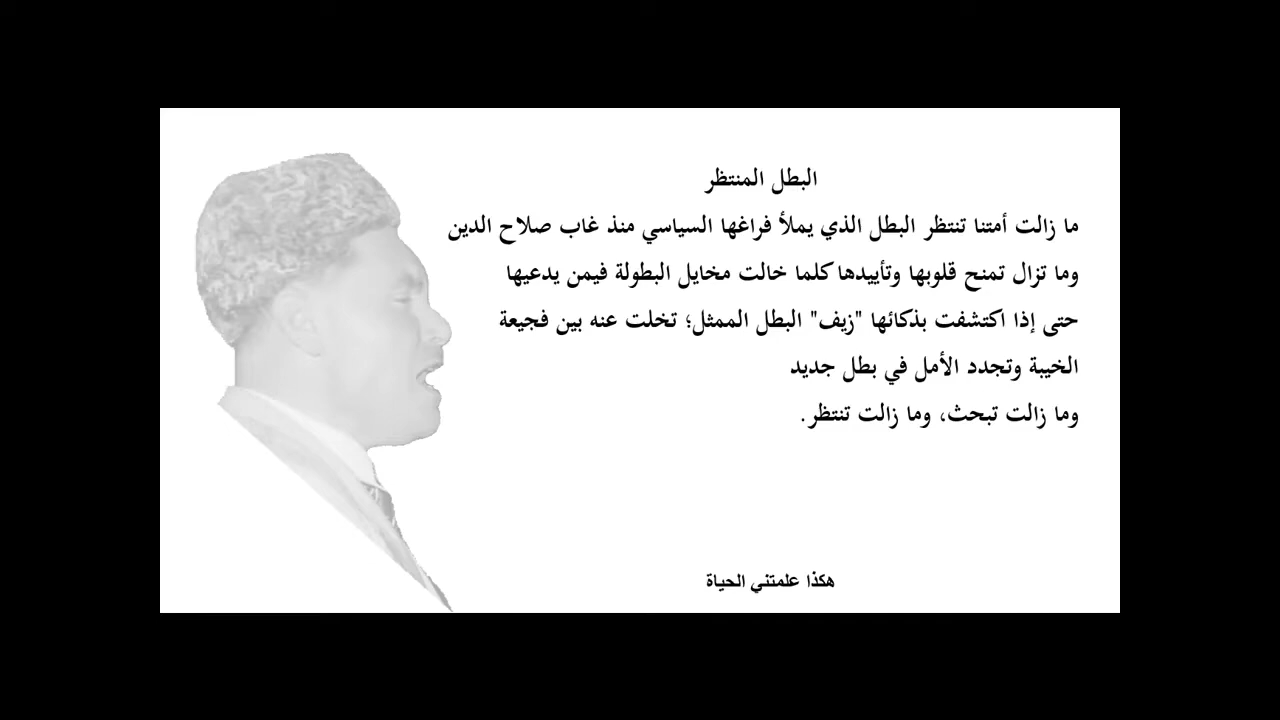 البطل المنتظر
ما زالت أمتنا تنتظر البطل الذي يملأ فراغها السياسي منذ غاب صلاح الدين
وما تزال تمنح قلوبها وتأييدها كلما خالت مخايل البطولة فيمن يدعيها
حتى إذا اكتشفت بذكائها "زيف" البطل الممثل؛ تخلت عنه بين فجيعة
الخيبة وتجدد الأمل في بطل جديد
وما زالت تبحث، وما زالت تنتظر.
هكذا علمتني الحياة